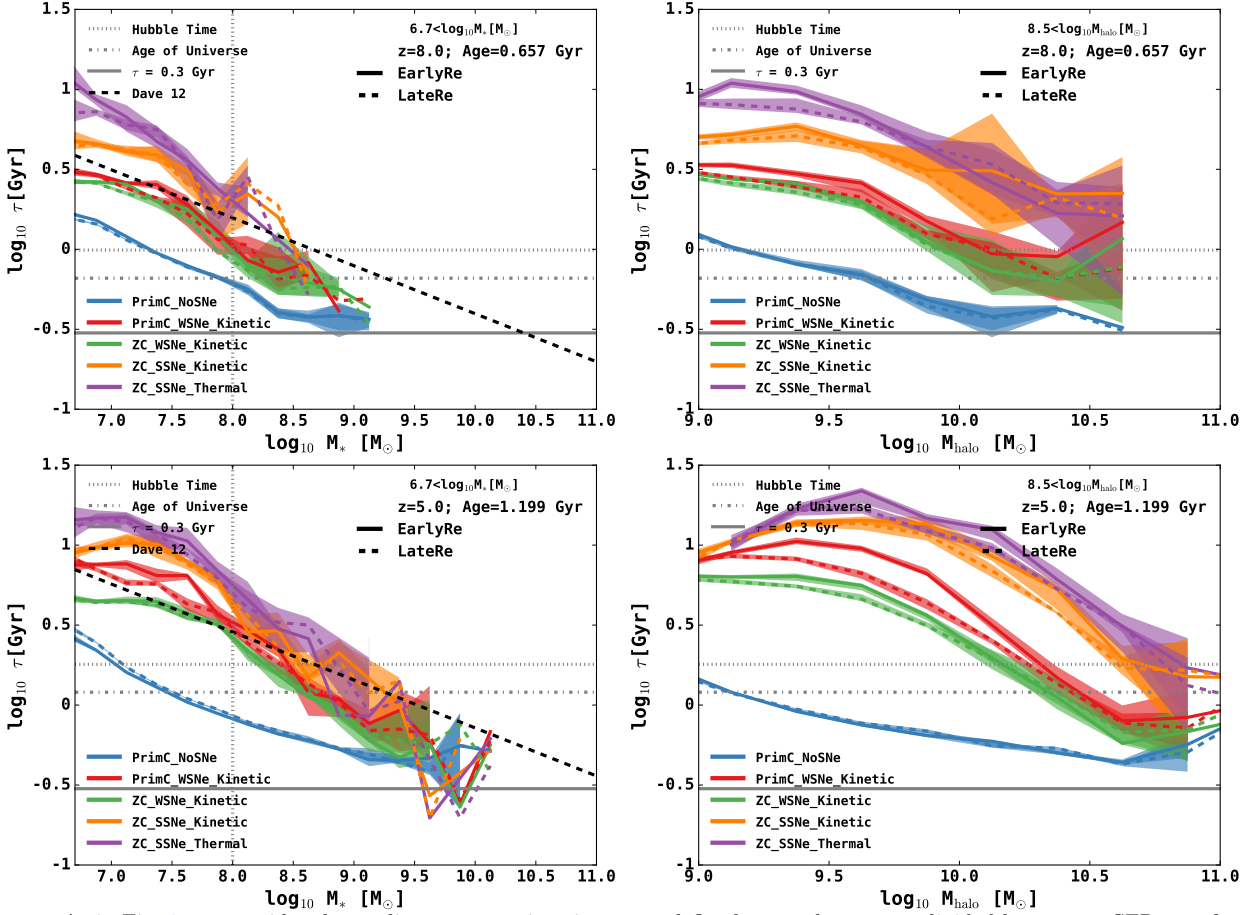 1.5
1
0.5
0
-0.5
-1
log10 τ[Gyr]
Hubble Time
Age of Universe
τ = 0.3 Gyr
Dave 12
6.7<log10M*[M⊙]
z=8.0; Age=0.657 Gyr
EarlyRe
LateRe
PrimC_NoSNe
PrimC_WSNe_Kinetic
ZC_WSNe_Kinetic
ZC_SSNe_Kinetic
ZC_SSNe_Thermal
7.0 7.5 8.0 8.5 9.0 9.5 10.0 10.5 11.0
log10 M* [M⊙]
1.5
1
0.5
0
-0.5
-1
log10 τ[Gyr]
Hubble Time
Age of Universe
τ = 0.3 Gyr
8.5<log10Mhalo[M⊙]
z=8.0; Age=0.657 Gyr
EarlyRe
LateRe
PrimC_NoSNe
PrimC_WSNe_Kinetic
ZC_WSNe_Kinetic
ZC_SSNe_Kinetic
ZC_SSNe_Thermal
9.0 9.5 10.0 10.5 11.0
log10 Mhalo [M⊙]
1.5
1
0.5
0
-0.5
-1
log10 τ[Gyr]
Hubble Time
Age of Universe
τ = 0.3 Gyr
Dave 12
6.7<log10M*[M⊙]
z=5.0; Age=1.199 Gyr
EarlyRe
LateRe
PrimC_NoSNe
PrimC_WSNe_Kinetic
ZC_WSNe_Kinetic
ZC_SSNe_Kinetic
ZC_SSNe_Thermal
7.0 7.5 8.0 8.5 9.0 9.5 10.0 10.5 11.0
log10 M* [M⊙]
1.5
1
0.5
0
-0.5
-1
log10 τ[Gyr]
Hubble Time
Age of Universe
τ = 0.3 Gyr
8.5<log10Mhalo[M⊙]
z=5.0; Age=1.199 Gyr
EarlyRe
LateRe
PrimC_NoSNe
PrimC_WSNe_Kinetic
ZC_WSNe_Kinetic
ZC_SSNe_Kinetic
ZC_SSNe_Thermal
9.0 9.5 10.0 10.5 11.0
log10 Mhalo [M⊙]